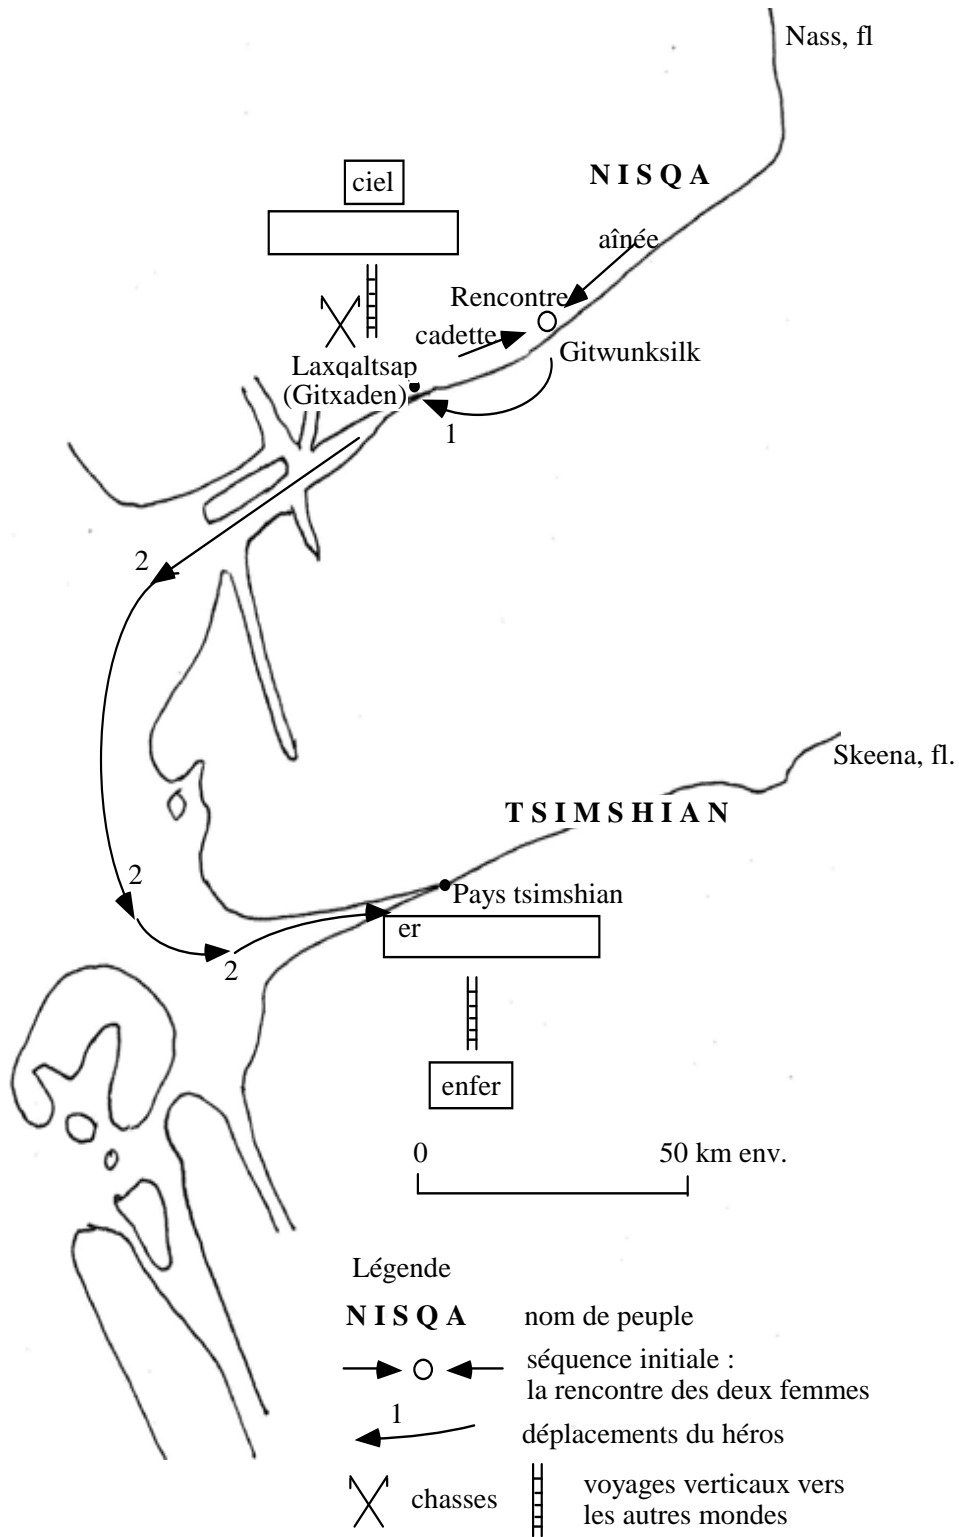 Nass, fl
NISQA
ciel
aînée
Rencontre
cadette
Gitwunksilk
Laxqaltsap
(Gitxaden)
1
2
Skeena, fl.
TSIMSHIAN
2
Pays tsimshian
er
2
enfer
0 50 km env.
Légende
NISQA nom de peuple
séquence initiale :
la rencontre des deux femmes
1
déplacements du héros
chasses
voyages verticaux vers
les autres mondes